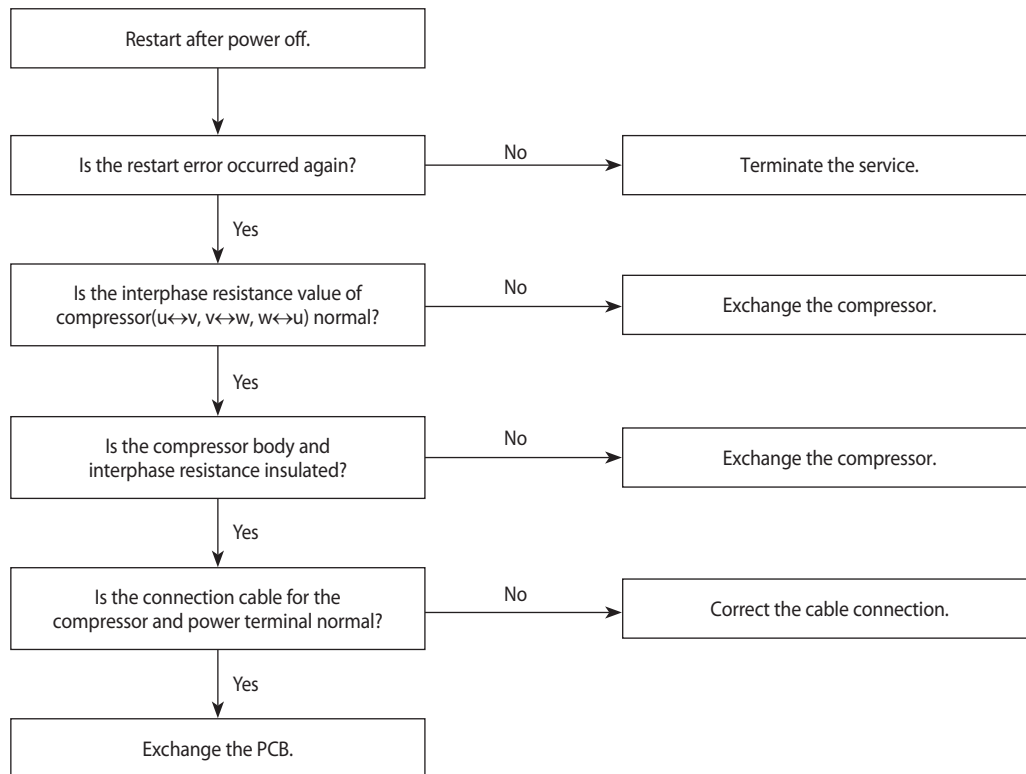 Restart after power off.
Is the restart error occurred again?
No
Terminate the service.
Yes
Is the interphase resistance value of
compressor(u↔v, v↔w, w↔u) normal?
No
Exchange the compressor.
Yes
Is the compressor body and
interphase resistance insulated?
No
Exchange the compressor.
Yes
Is the connection cable for the
compressor and power terminal normal?
No
Correct the cable connection.
Yes
Exchange the PCB.